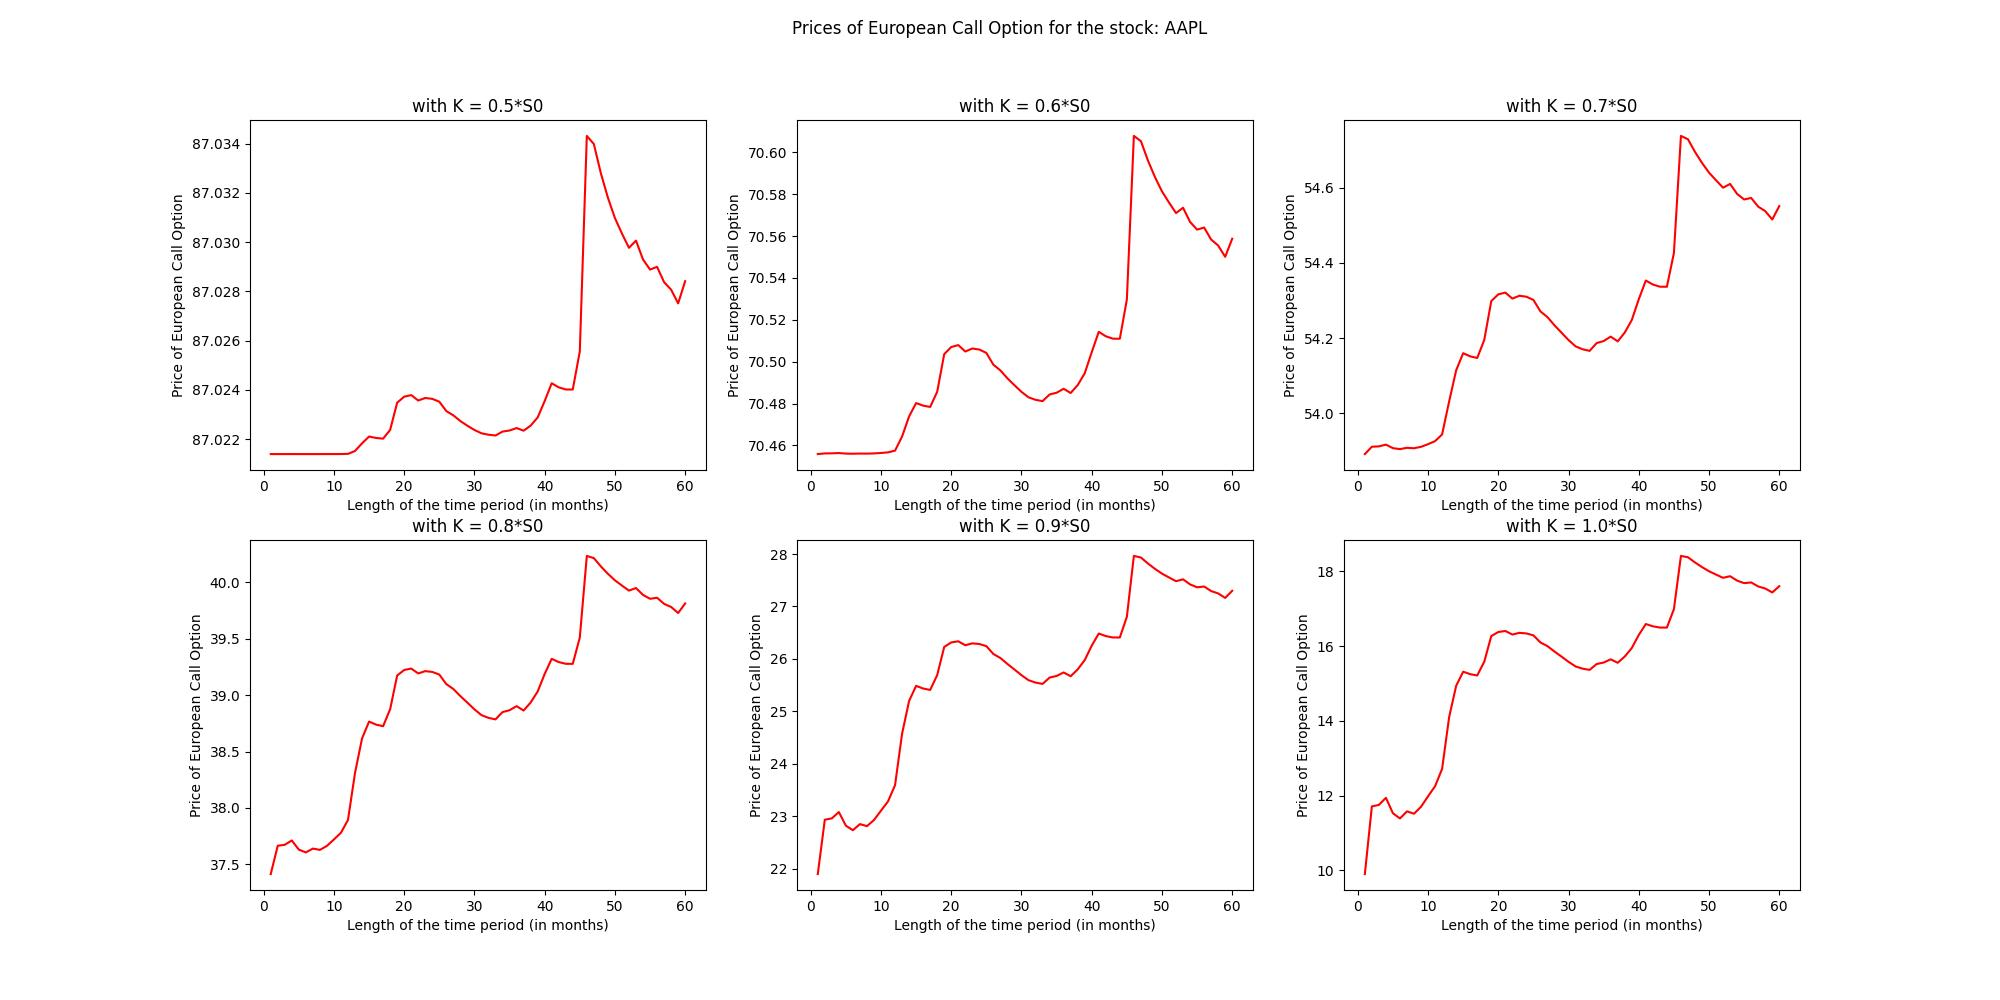 Prices of European Call Option for the stock: AAPL
with K = 0.5*S0
87.034
87.032
87.030
87.028
87.026
87.024
87.022
Price of European Call Option
0 10 20 30 40 50 60
Length of the time period (in months)
with K = 0.6*S0
70.60
70.58
70.56
70.54
70.52
70.50
70.48
70.46
Price of European Call Option
0 10 20 30 40 50 60
Length of the time period (in months)
with K = 0.7*S0
54.6
54.4
54.2
54.0
Price of European Call Option
0 10 20 30 40 50 60
Length of the time period (in months)
with K = 0.8*S0
40.0
39.5
39.0
38.5
38.0
37.5
Price of European Call Option
0 10 20 30 40 50 60
Length of the time period (in months)
with K = 0.9*S0
28
27
26
25
24
23
22
Price of European Call Option
0 10 20 30 40 50 60
Length of the time period (in months)
with K = 1.0*S0
18
16
14
12
10
Price of European Call Option
0 10 20 30 40 50 60
Length of the time period (in months)